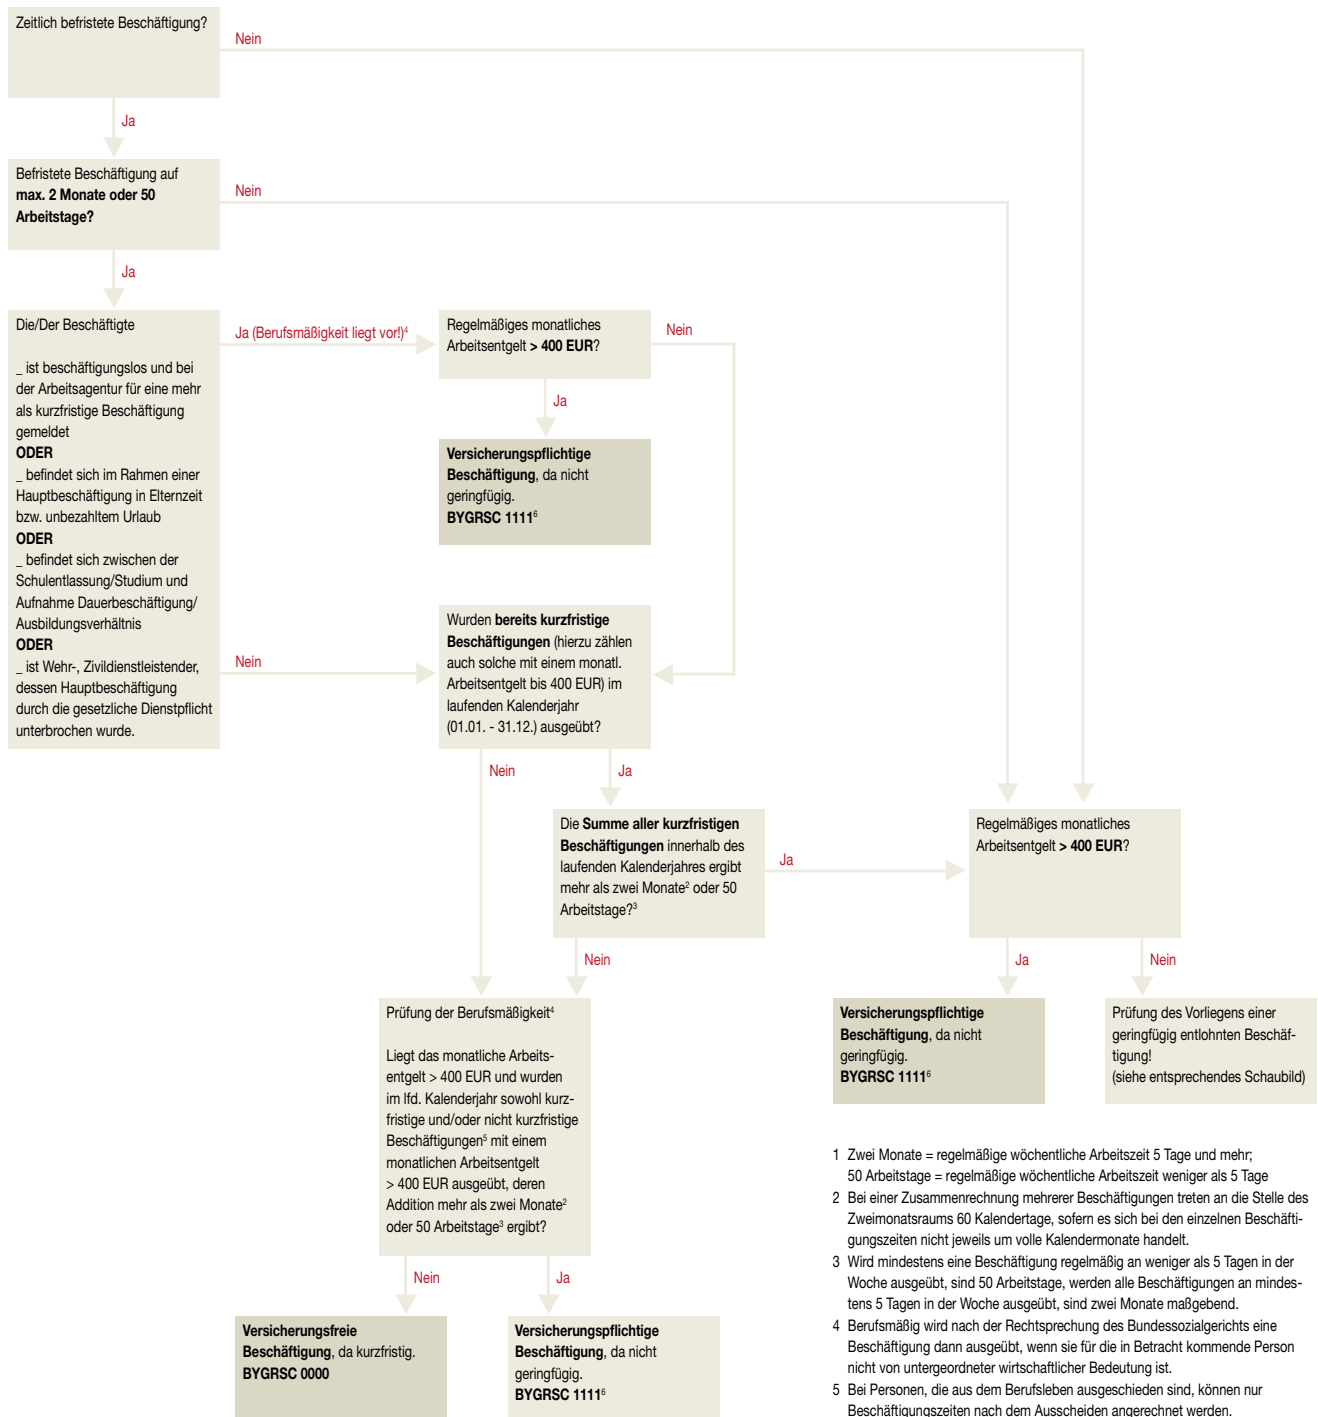 Zeitlich befristete Beschäftigung?
Nein
Ja
Befristete Beschäftigung auf
max. 2 Monate oder 50
Arbeitstage?
Nein
Ja
Die/Der Beschäftigte
_ ist beschäftigungslos und bei
der Arbeitsagentur für eine mehr
als kurzfristige Beschäftigung
gemeldet
ODER
_ befindet sich im Rahmen einer
Hauptbeschäftigung in Elternzeit
bzw. unbezahltem Urlaub
ODER
_ befindet sich zwischen der
Schulentlassung/Studium und
Aufnahme Dauerbeschäftigung/
Ausbildungsverhältnis
ODER
_ ist Wehr-, Zivildienstleistender,
dessen Hauptbeschäftigung
durch die gesetzliche Dienstpflicht
unterbrochen wurde.
Ja (Berufsmäßigkeit liegt vor!)⁴
Regelmäßiges monatliches
Arbeitsentgelt > 400 EUR?
Nein
Ja
Versicherungspflichtige
Beschäftigung, da nicht
geringfügig.
BYGRSC 1111⁶
Nein
Wurden bereits kurzfristige
Beschäftigungen (hierzu zählen
auch solche mit einem monatl.
Arbeitsentgelt bis 400 EUR) im
laufenden Kalenderjahr
(01.01. - 31.12.) ausgeübt?
Nein
Ja
Die Summe aller kurzfristigen
Beschäftigungen innerhalb des
laufenden Kalenderjahres ergibt
mehr als zwei Monate² oder 50
Arbeitstage?³
Ja
Nein
Regelmäßiges monatliches
Arbeitsentgelt > 400 EUR?
Ja
Nein
Prüfung der Berufsmäßigkeit⁴
Liegt das monatliche Arbeits-
entgelt > 400 EUR und wurden
im lfd. Kalenderjahr sowohl kurz-
fristige und/oder nicht kurzfristige
Beschäftigungen⁵ mit einem
monatlichen Arbeitsentgelt
> 400 EUR ausgeübt, deren
Addition mehr als zwei Monate²
oder 50 Arbeitstage³ ergibt?
Nein
Ja
Versicherungsfreie
Beschäftigung, da kurzfristig.
BYGRSC 0000
Versicherungspflichtige
Beschäftigung, da nicht
geringfügig.
BYGRSC 1111⁶
Versicherungspflichtige
Beschäftigung, da nicht
geringfügig.
BYGRSC 1111⁶
Prüfung des Vorliegens einer
geringfügig entlohnten Beschäf-
tigung!
(siehe entsprechendes Schaubild)
1 Zwei Monate = regelmäßige wöchentliche Arbeitszeit 5 Tage und mehr;
50 Arbeitstage = regelmäßige wöchentliche Arbeitszeit weniger als 5 Tage
2 Bei einer Zusammenrechnung mehrerer Beschäftigungen treten an die Stelle des
Zweimonatsraums 60 Kalendertage, sofern es sich bei den einzelnen Beschäfti-
gungszeiten nicht jeweils um volle Kalendermonate handelt.
3 Wird mindestens eine Beschäftigung regelmäßig an weniger als 5 Tagen in der
Woche ausgeübt, sind 50 Arbeitstage, werden alle Beschäftigungen an mindes-
tens 5 Tagen in der Woche ausgeübt, sind zwei Monate maßgebend.
4 Berufsmäßig wird nach der Rechtsprechung des Bundessozialgerichts eine
Beschäftigung dann ausgeübt, wenn sie für die in Betracht kommende Person
nicht von untergeordneter wirtschaftlicher Bedeutung ist.
5 Bei Personen, die aus dem Berufsleben ausgeschieden sind, können nur
Beschäftigungszeiten nach dem Ausscheiden angerechnet werden.